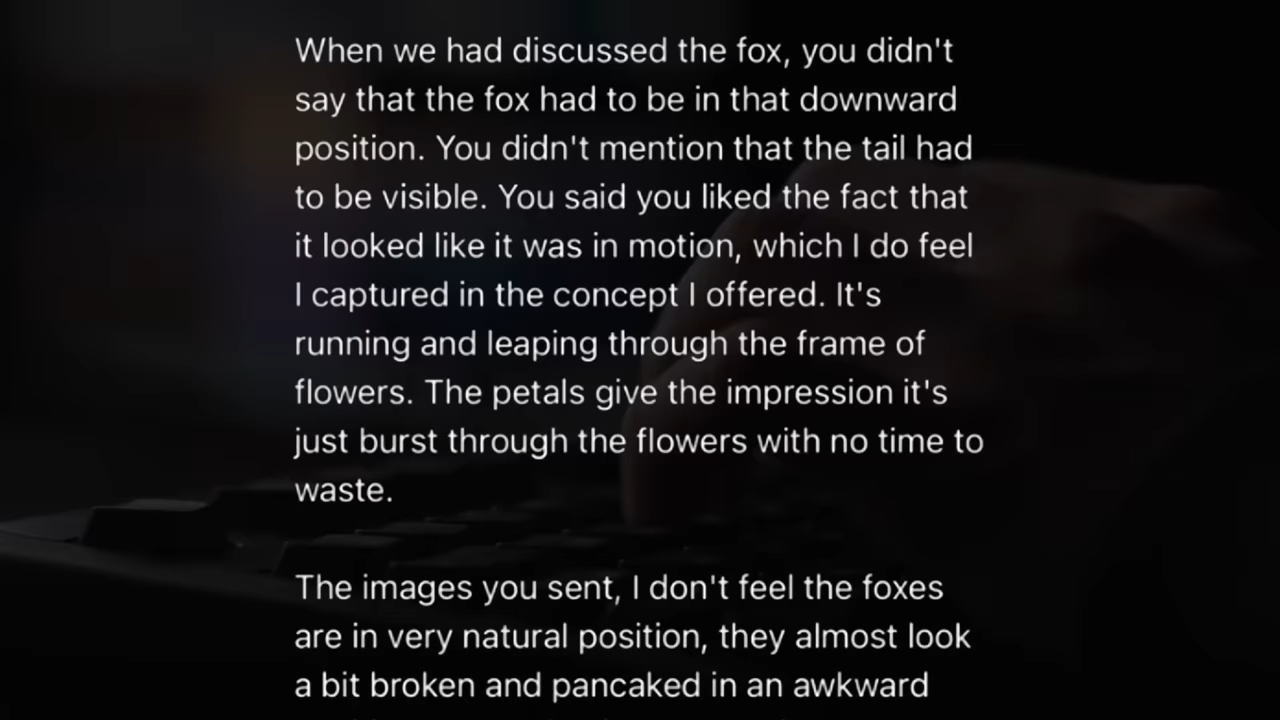 When we had discussed the fox, you didn't
say that the fox had to be in that downward
position. You didn't mention that the tail had
to be visible. You said you liked the fact that
it looked like it was in motion, which I do feel
I captured in the concept I offered. It's
running and leaping through the frame of
flowers. The petals give the impression it's
just burst through the flowers with no time to
waste.
The images you sent, I don't feel the foxes
are in very natural position, they almost look
a bit broken and pancaked in an awkward